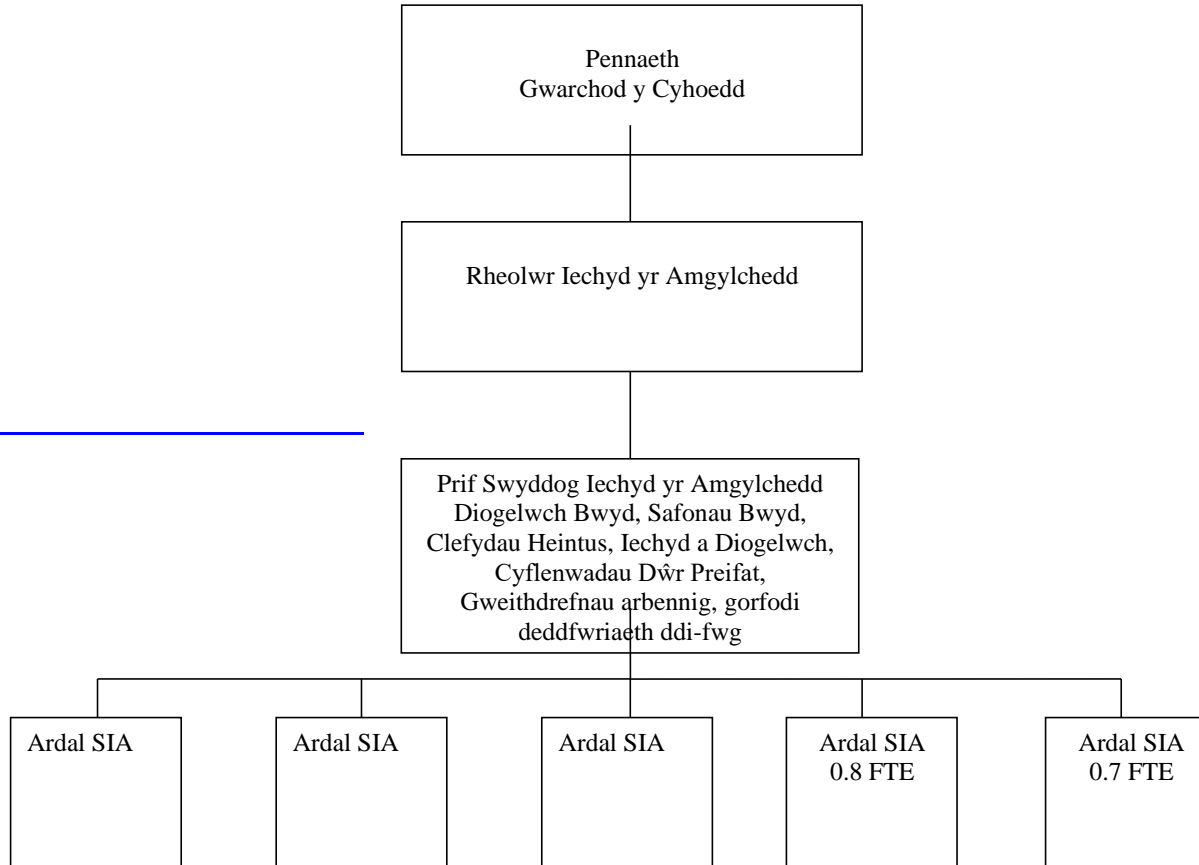 Pennaeth
Gwarchod y Cyhoedd
Rheolwr Iechyd yr Amgylchedd
Prif Swyddog Iechyd yr Amgylchedd
Diogelwch Bwyd, Safonau Bwyd,
Clefydau Heintus, Iechyd a Diogelwch,
Cyflenwadau Dŵr Preifat,
Gweithdrefnau arbennig, gorfodi
deddfwriaeth ddi-fwg
Ardal SIA
Ardal SIA
Ardal SIA
Ardal SIA
0.8 FTE
Ardal SIA
0.7 FTE